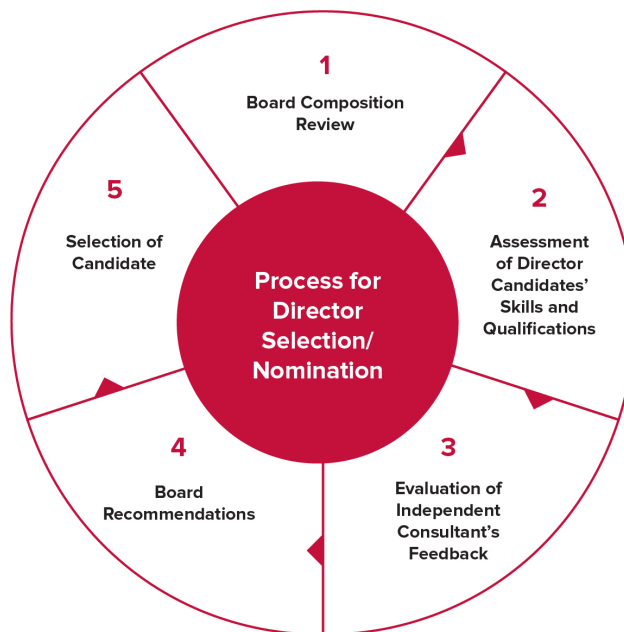 1
Board Composition
Review
2
Assessment
of Director
Candidates’
Skills and
Qualifications
3
Evaluation of
Independent
Consultant’s
Feedback
4
Board
Recommendations
5
Selection of
Candidate
Process for
Director
Selection/
Nomination